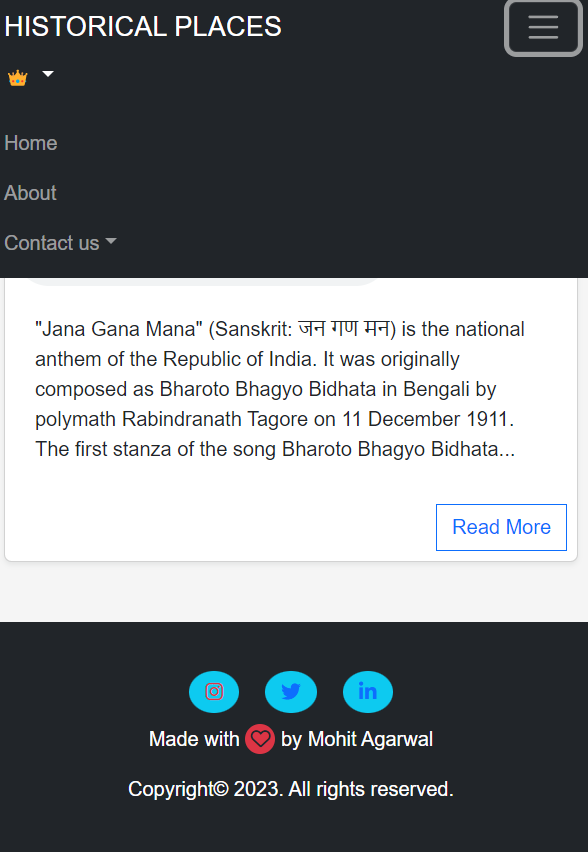 HISTORICAL PLACES
Home
About
Contact us
"Jana Gana Mana" (Sanskrit: जन गण मन) is the national
anthem of the Republic of India. It was originally
composed as Bharoto Bhagyo Bidhata in Bengali by
polymath Rabindranath Tagore on 11 December 1911.
The first stanza of the song Bharoto Bhagyo Bidhata...
Read More
in
Made with by Mohit Agarwal
Copyright© 2023. All rights reserved.